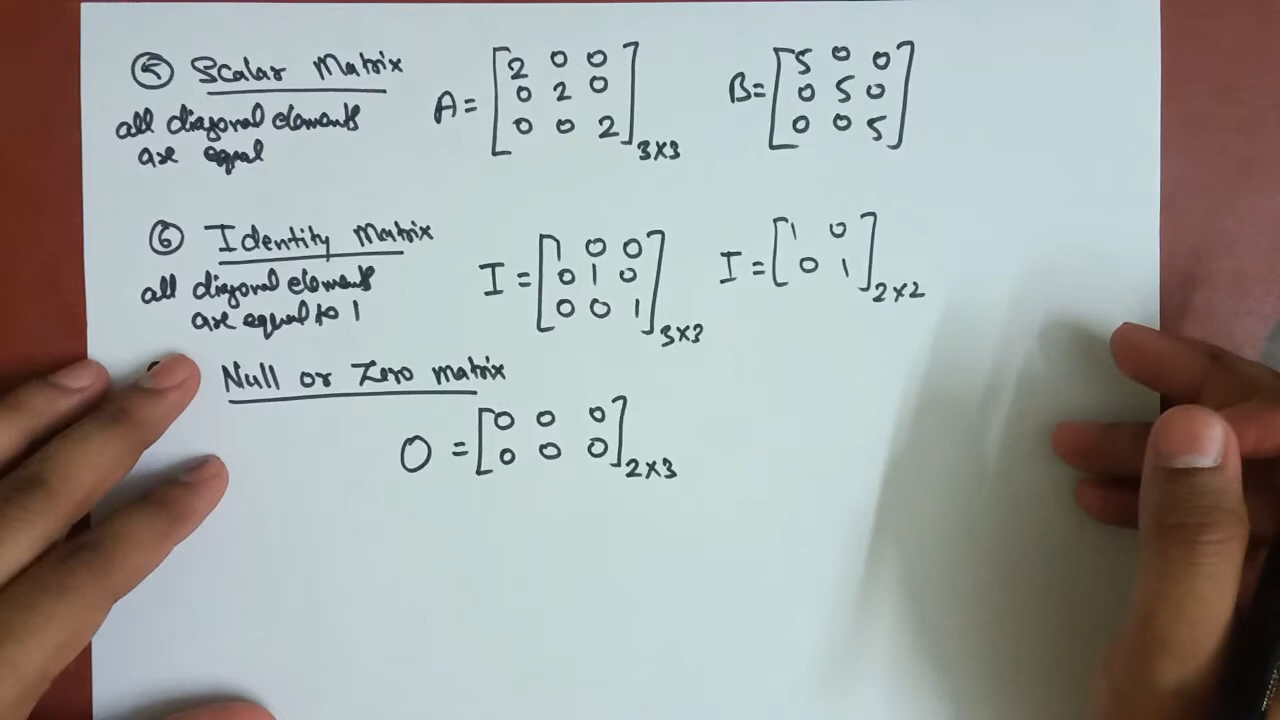 ⑤ Scalar Matrix
all diagonal elements
are equal
A = [2 0 0
0 2 0
0 0 2] 3×3
B = [5 0 0
0 5 0
0 0 5]
⑥ Identity Matrix
all diagonal elements
are equal to 1
I = [1 0 0
0 1 0
0 0 1] 3×3
I = [1 0
0 1] 2×2
Null or Zero matrix
O = [0 0 0
0 0 0] 2×3